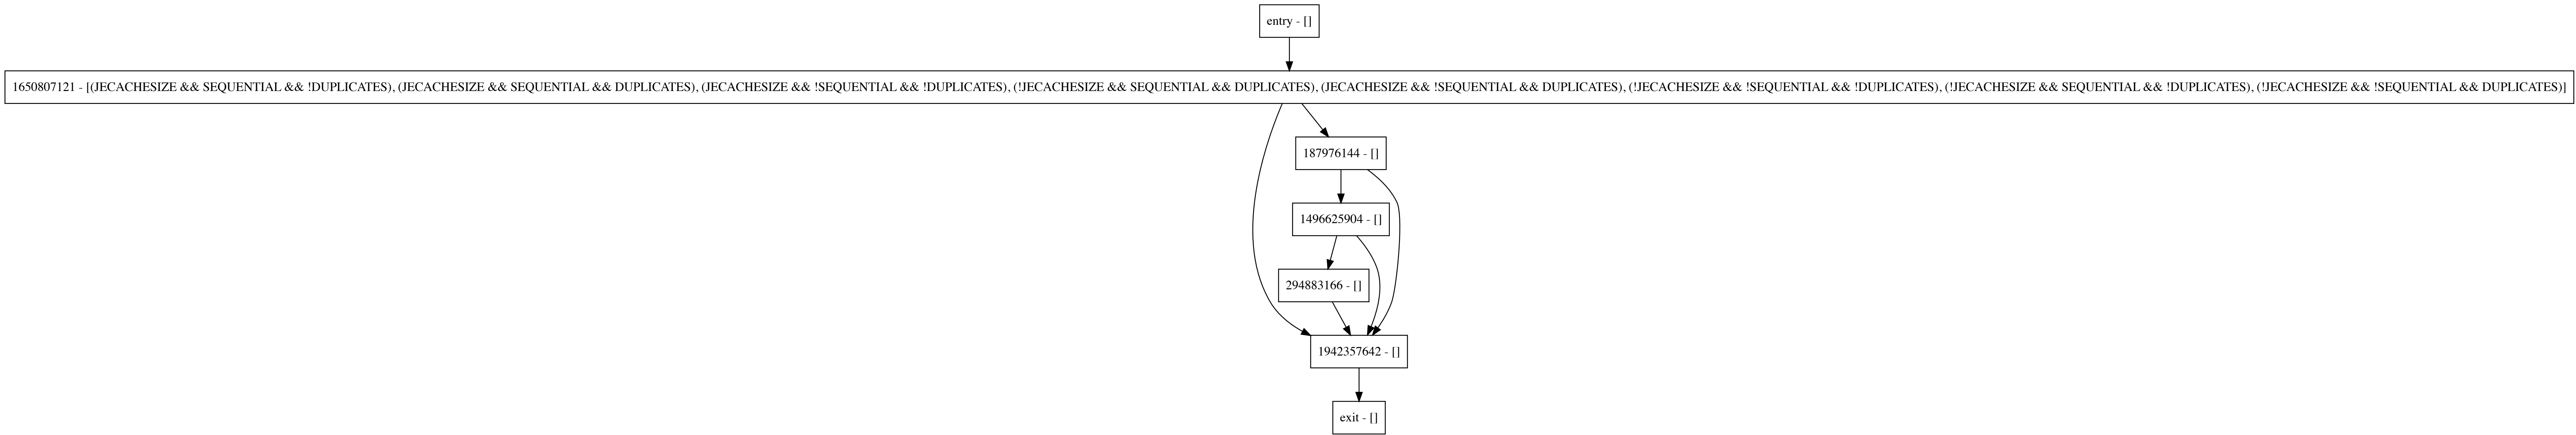 entry - []
1650807121 - [(JECACHESIZE && SEQUENTIAL && !DUPLICATES), (JECACHESIZE && SEQUENTIAL && DUPLICATES), (JECACHESIZE && !SEQUENTIAL && !DUPLICATES), (!JECACHESIZE && SEQUENTIAL && DUPLICATES), (JECACHESIZE && !SEQUENTIAL && DUPLICATES), (!JECACHESIZE && !SEQUENTIAL && !DUPLICATES), (!JECACHESIZE && SEQUENTIAL && !DUPLICATES), (!JECACHESIZE && !SEQUENTIAL && DUPLICATES)]
187976144 - []
1496625904 - []
294883166 - []
1942357642 - []
exit - []